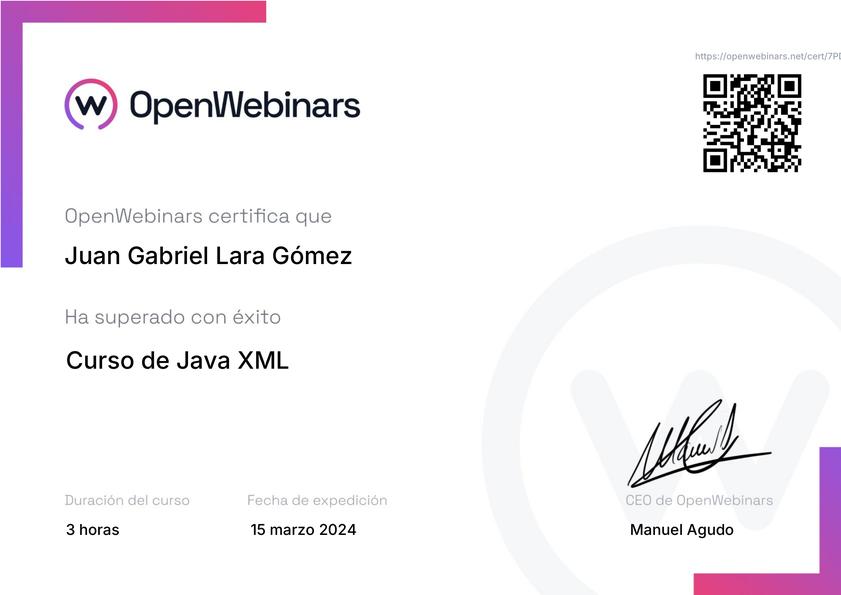 https://openwebinars.net/cert/7P
OpenWebinars
OpenWebinars certifica que
Juan Gabriel Lara Gómez
Ha superado con éxito
Curso de Java XML
Duración del curso
Fecha de expedición
CEO de OpenWebinars
3 horas
15 marzo 2024
Manuel Agudo